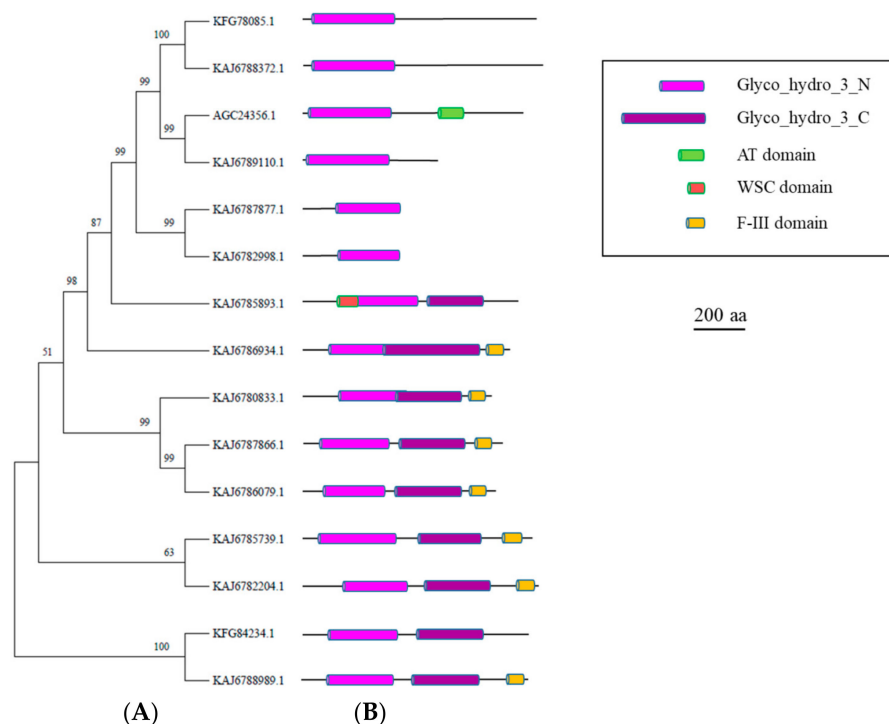 KFG78085.1
100
KAJ6788372.1
99
AGC24356.1
99
KAJ6789110.1
99
KAJ6787877.1
99
KAJ6782998.1
87
KAJ6785893.1
98
KAJ6786934.1
51
KAJ6780833.1
99
KAJ6787866.1
99
KAJ6786079.1
KAJ6785739.1
63
KAJ6782204.1
KFG84234.1
100
KAJ6788989.1
(A)
(B)
Glyco_hydro_3_N
Glyco_hydro_3_C
AT domain
WSC domain
F-III domain
200 aa